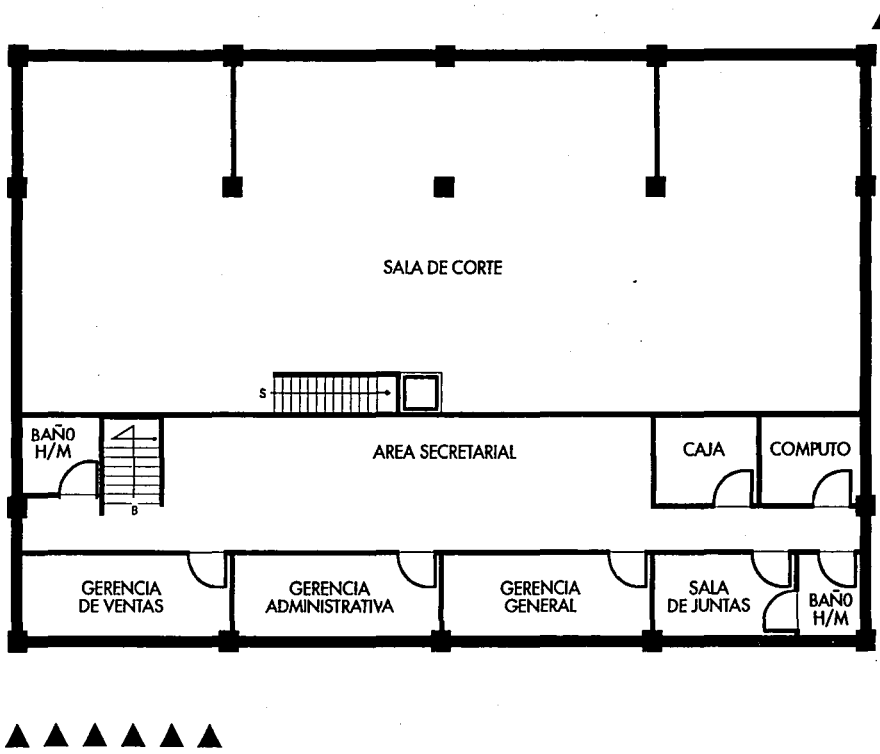 SALA DE CORTE
S
BAÑO
H/M
AREA SECRETARIAL
CAJA
COMPUTO
B
GERENCIA
DE VENTAS
GERENCIA
ADMINISTRATIVA
GERENCIA
GENERAL
SALA
DE JUNTAS
BAÑO
H/M